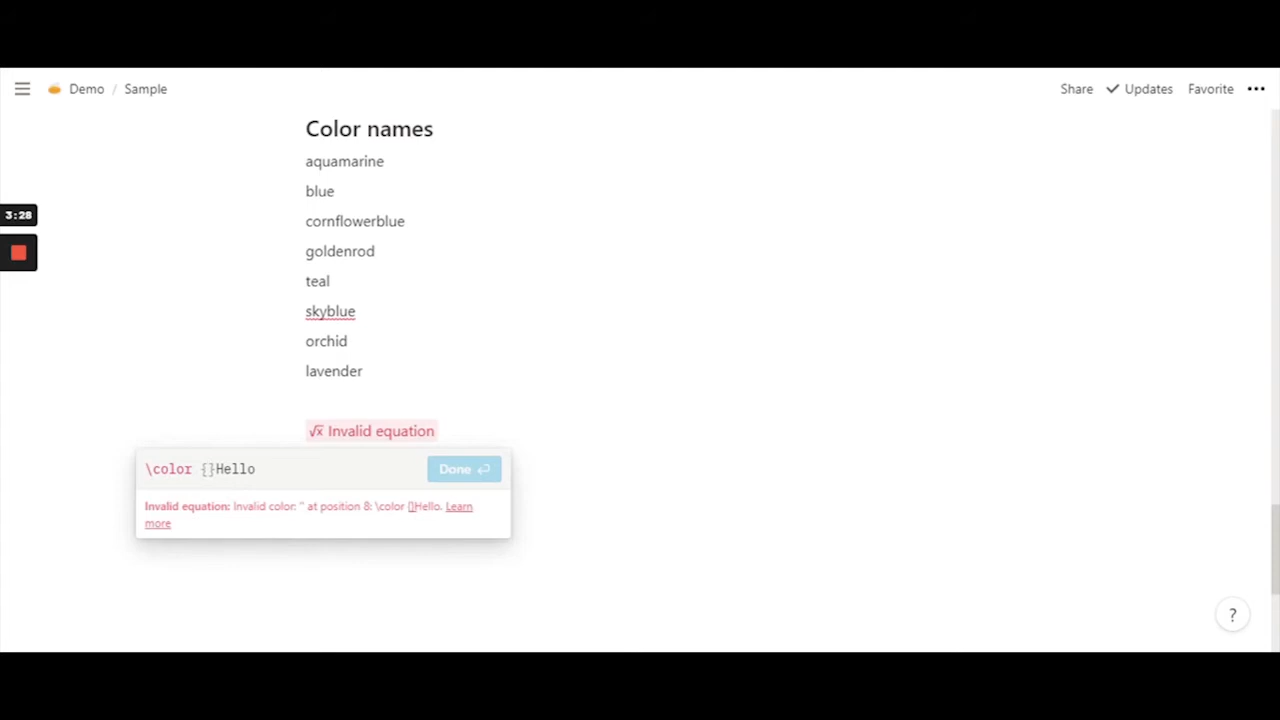 Demo / Sample
Share ✓ Updates Favorite •••
Color names
aquamarine
blue
3:28
cornflowerblue
goldenrod
teal
skyblue
orchid
lavender
√x Invalid equation
\color {}Hello
Done ↵
Invalid equation: Invalid color: '' at position 8: \color {}Hello. Learn
more
?